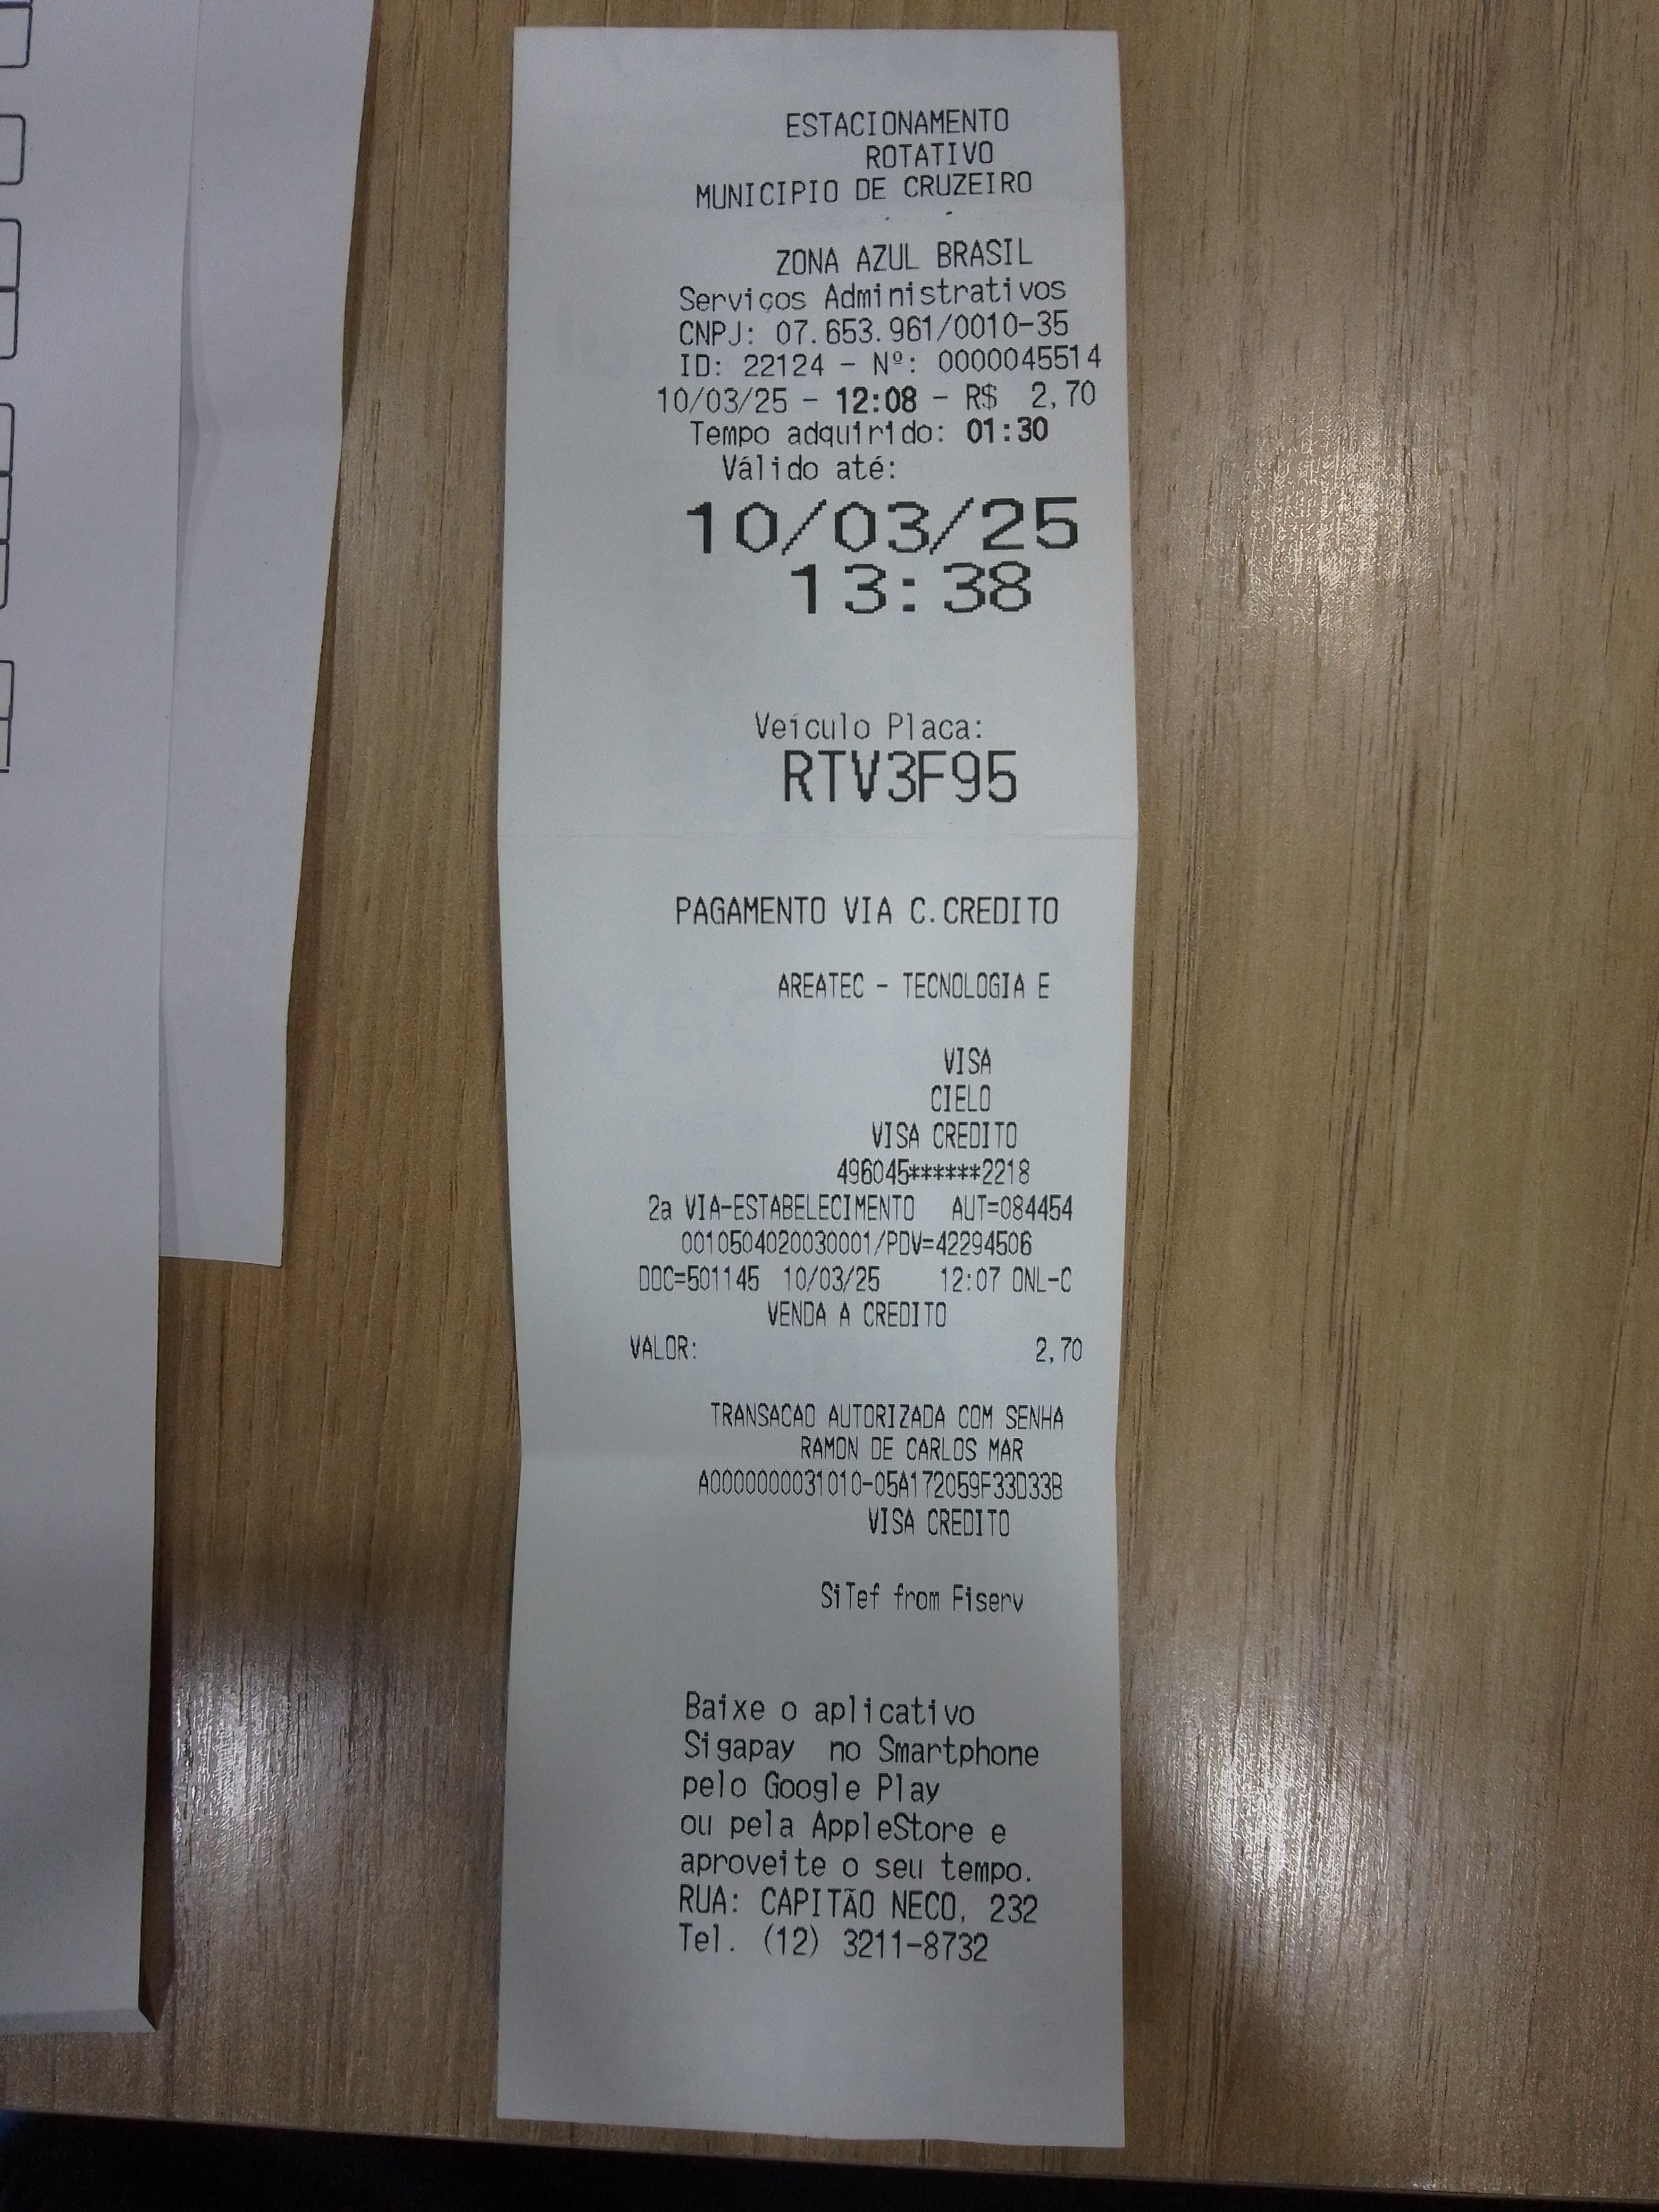 ESTACIONAMENTO
ROTATIVO
MUNICIPIO DE CRUZEIRO
ZONA AZUL BRASIL
Serviços Administrativos
CNPJ: 07.653.961/0010-35
ID: 22124 - Nº: 0000045514
10/03/25 - 12:08 - R$ 2,70
Tempo adquirido: 01:30
Válido até:
10/03/25
13:38
Veículo Placa:
RTV3F95
PAGAMENTO VIA C.CREDITO
AREATEC - TECNOLOGIA E
VISA
CIELO
VISA CREDITO
496045******2218
2a VIA-ESTABELECIMENTO AUT=084454
0010504020030001/PDV=42294506
DOC=501145 10/03/25 12:07 ONL-C
VENDA A CREDITO
VALOR: 2,70
TRANSACAO AUTORIZADA COM SENHA
RAMON DE CARLOS MAR
A0000000031010-05A172059F33D33B
VISA CREDITO
SiTef from Fiserv
Baixe o aplicativo
Sigapay no Smartphone
pelo Google Play
ou pela AppleStore e
aproveite o seu tempo.
RUA: CAPITÃO NECO, 232
Tel. (12) 3211-8732